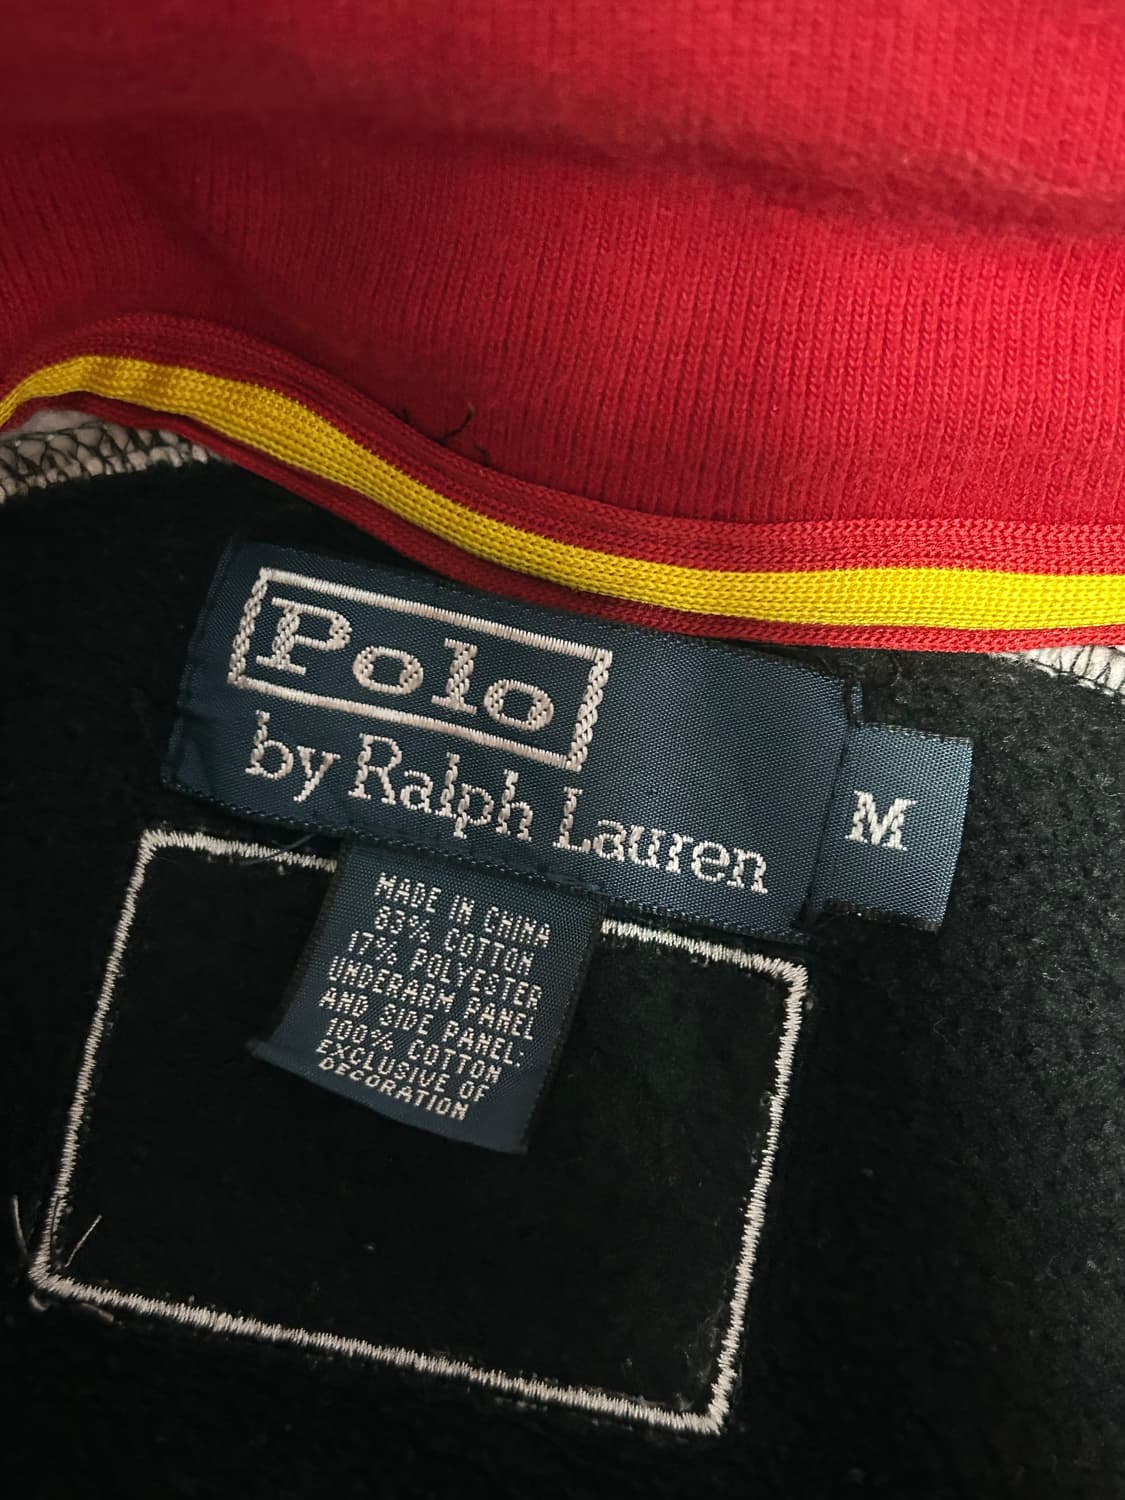 Polo
by Ralph Lauren
M
MADE IN CHINA
83% COTTON
17% POLYESTER
UNDERARM PANEL
AND SIDE PANEL:
100% COTTON
EXCLUSIVE OF
DECORATION